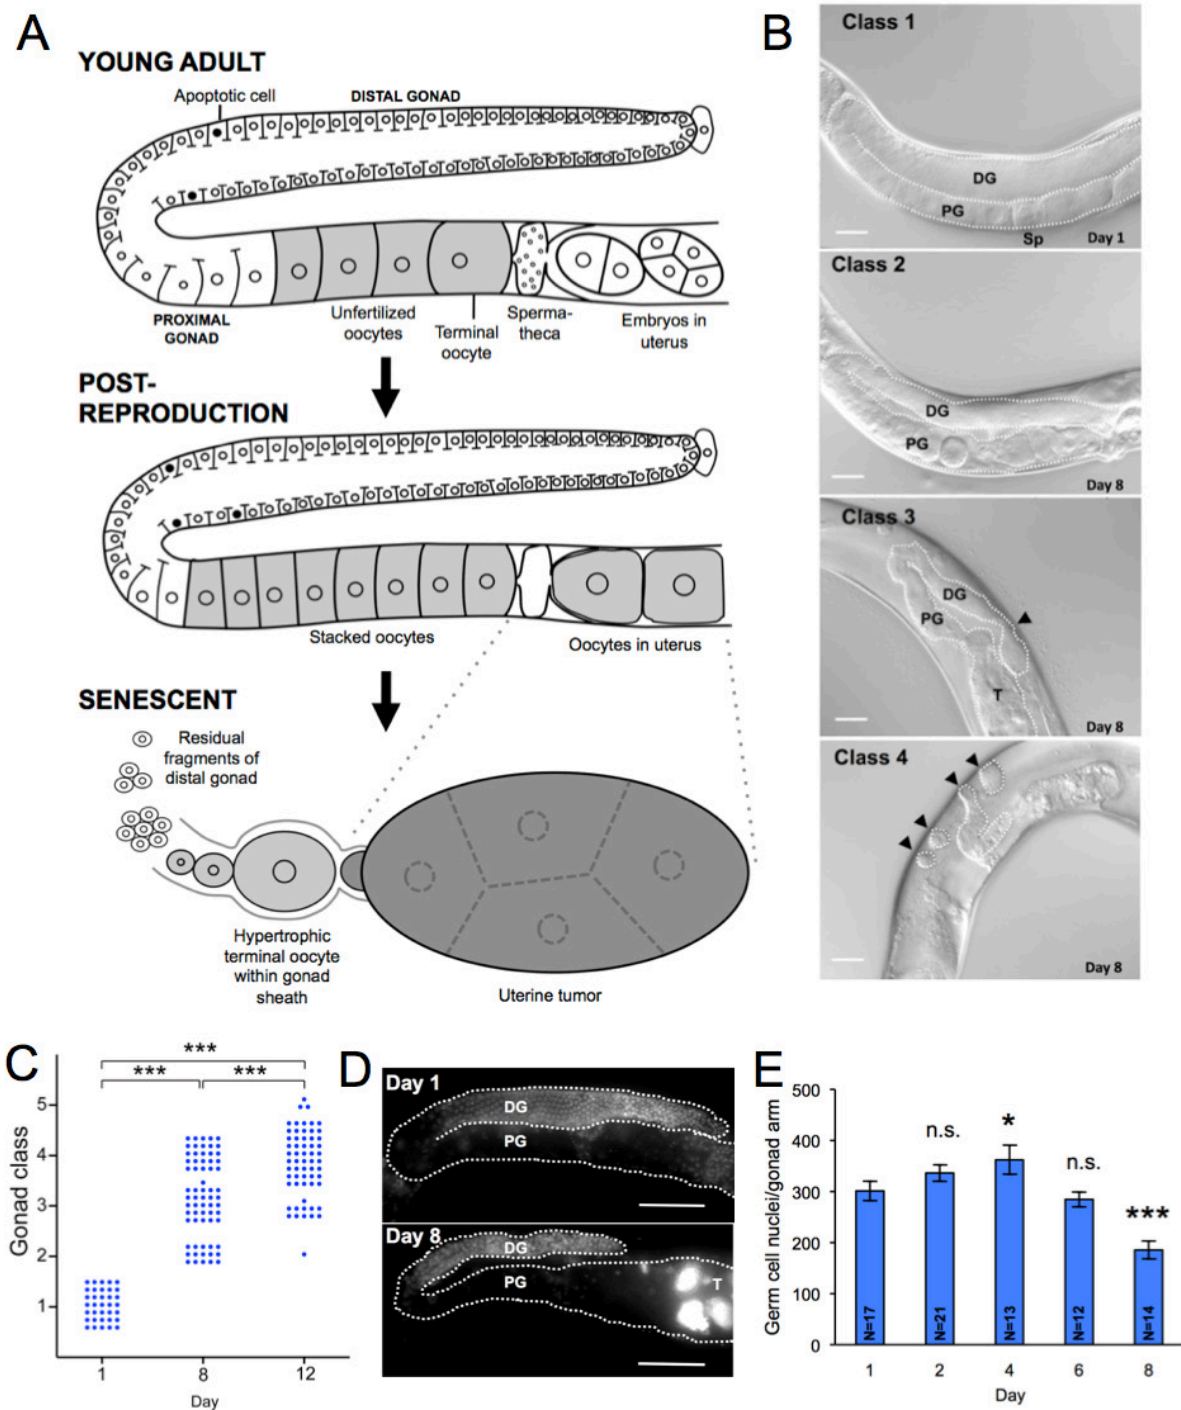 A
YOUNG ADULT
Apoptotic cell
DISTAL GONAD
PROXIMAL
GONAD
Unfertilized
oocytes
Terminal
oocyte
Sperma-
theca
Embryos in
uterus
POST-
REPRODUCTION
Stacked oocytes
Oocytes in uterus
SENESCENT
Residual
fragments of
distal gonad
Hypertrophic
terminal oocyte
within gonad
sheath
Uterine tumor
B
Class 1
DG
PG
Sp
Day 1
Class 2
DG
PG
Day 8
Class 3
DG
PG
T
Day 8
Class 4
Day 8
C
***
*** ***
Gonad class
5
4
3
2
1
1 8 12
Day
D
Day 1
DG
PG
Day 8
DG
PG
T
E
Germ cell nuclei/gonad arm
500
400
300
200
100
0
n.s.
*
n.s.
***
N=17
N=21
N=13
N=12
N=14
1 2 4 6 8
Day